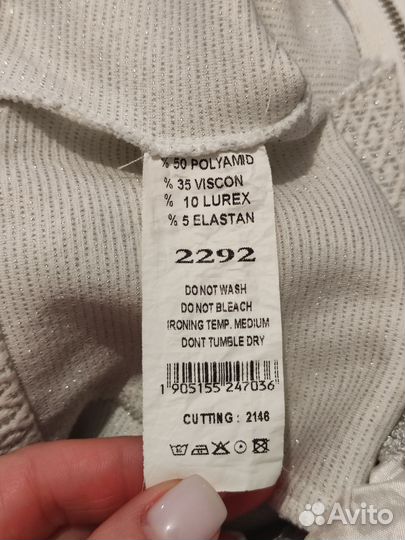 % 50 POLYAMID
% 35 VISCON
% 10 LUREX
% 5 ELASTAN
2292
DO NOT WASH
DO NOT BLEACH
IRONING TEMP. MEDIUM
DONT TUMBLE DRY
1 905155 247036
CUTTING : 2146
Avito